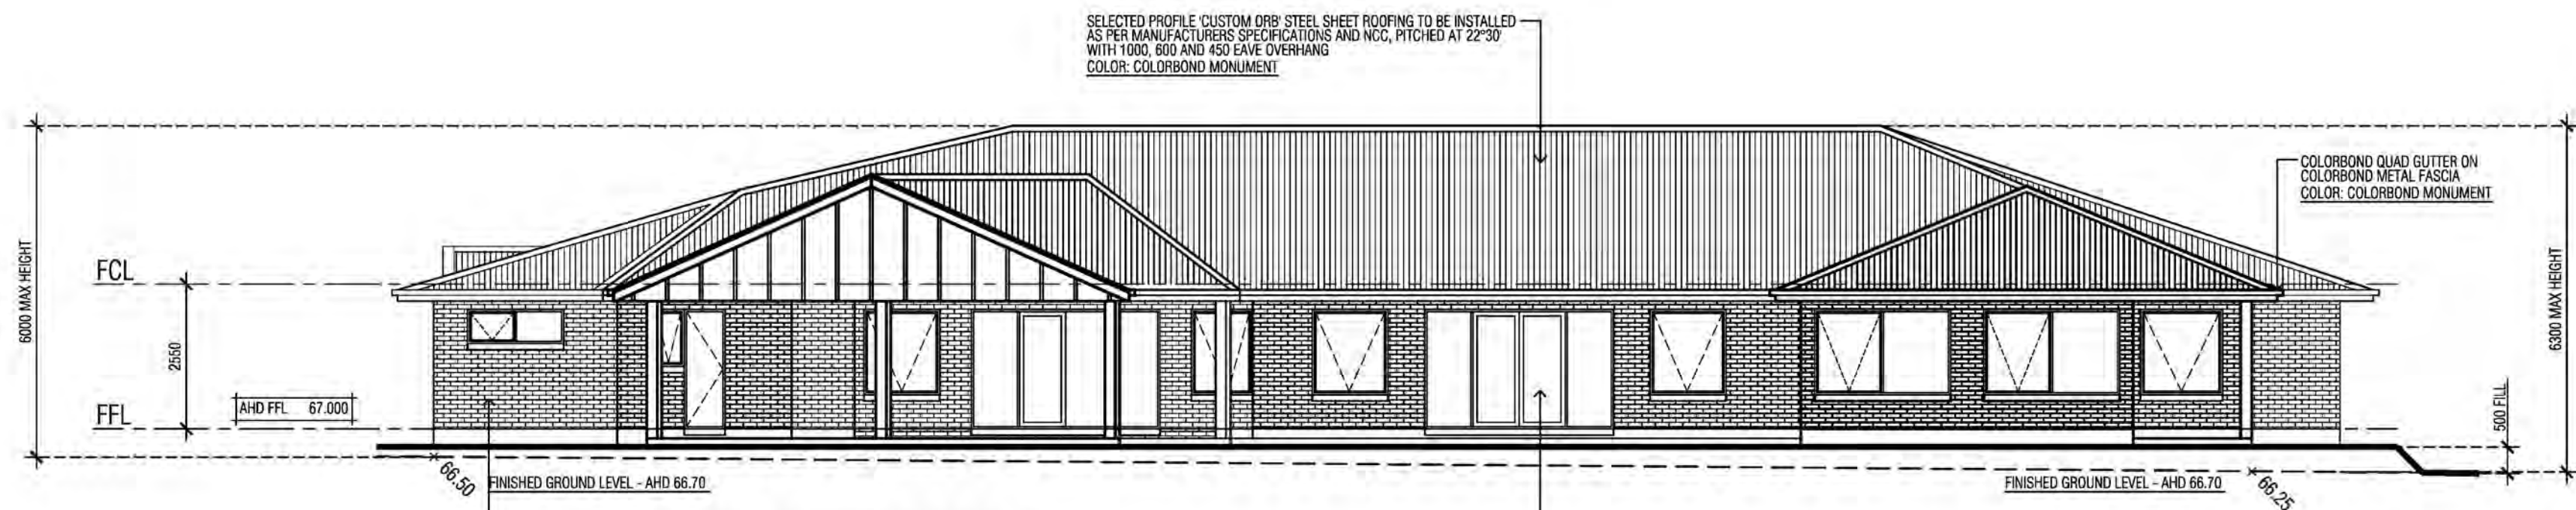 SELECTED PROFILE 'CUSTOM ORB' STEEL SHEET ROOFING TO BE INSTALLED
AS PER MANUFACTURERS SPECIFICATIONS AND NCC, PITCHED AT 22°30'
WITH 1000, 600 AND 450 EAVE OVERHANG
COLOR: COLORBOND MONUMENT
COLORBOND QUAD GUTTER ON
COLORBOND METAL FASCIA
COLOR: COLORBOND MONUMENT
6000 MAX HEIGHT
FCL
2550
AHD FFL 67.000
FFL
6300 MAX HEIGHT
500 FILL
66.50
FINISHED GROUND LEVEL - AHD 66.70
FINISHED GROUND LEVEL - AHD 66.70
66.25